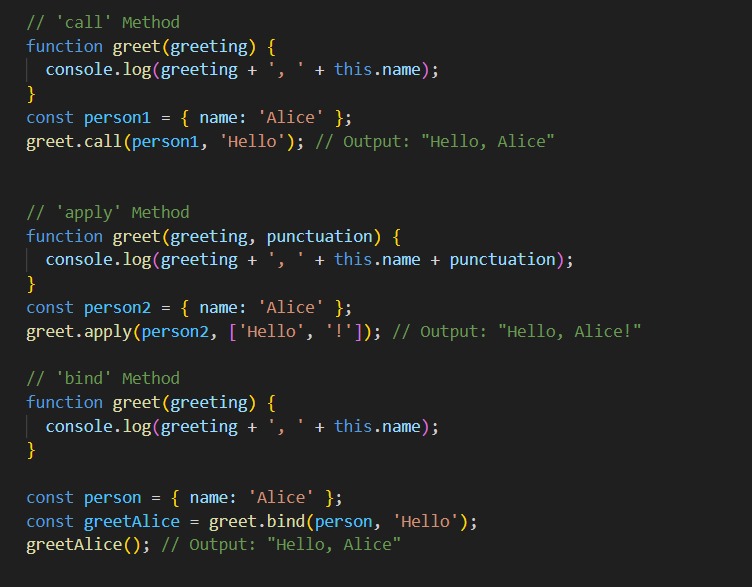 // 'call' Method
function greet(greeting) {
  console.log(greeting + ', ' + this.name);
}
const person1 = { name: 'Alice' };
greet.call(person1, 'Hello'); // Output: "Hello, Alice"
// 'apply' Method
function greet(greeting, punctuation) {
  console.log(greeting + ', ' + this.name + punctuation);
}
const person2 = { name: 'Alice' };
greet.apply(person2, ['Hello', '!']); // Output: "Hello, Alice!"
// 'bind' Method
function greet(greeting) {
  console.log(greeting + ', ' + this.name);
}
const person = { name: 'Alice' };
const greetAlice = greet.bind(person, 'Hello');
greetAlice(); // Output: "Hello, Alice"